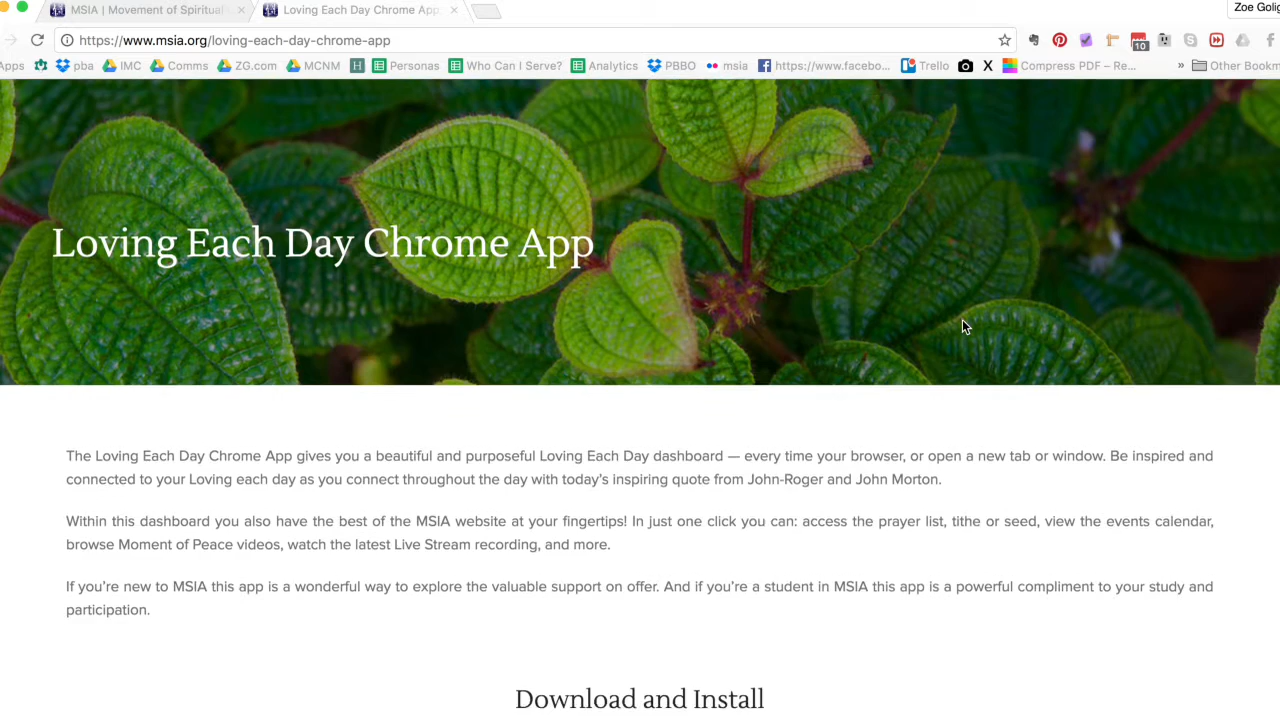 MSIA | Movement of Spiritual
Loving Each Day Chrome App
Zoe Golig
https://www.msia.org/loving-each-day-chrome-app
10
Apps pba IMC Comms ZG.com MCNM H Personas Who Can I Serve? Analytics PBBO msia https://www.facebo... Trello X Compress PDF – Re... » Other Bookm
Loving Each Day Chrome App
The Loving Each Day Chrome App gives you a beautiful and purposeful Loving Each Day dashboard — every time your browser, or open a new tab or window. Be inspired and
connected to your Loving each day as you connect throughout the day with today's inspiring quote from John-Roger and John Morton.
Within this dashboard you also have the best of the MSIA website at your fingertips! In just one click you can: access the prayer list, tithe or seed, view the events calendar,
browse Moment of Peace videos, watch the latest Live Stream recording, and more.
If you're new to MSIA this app is a wonderful way to explore the valuable support on offer. And if you're a student in MSIA this app is a powerful compliment to your study and
participation.
Download and Install